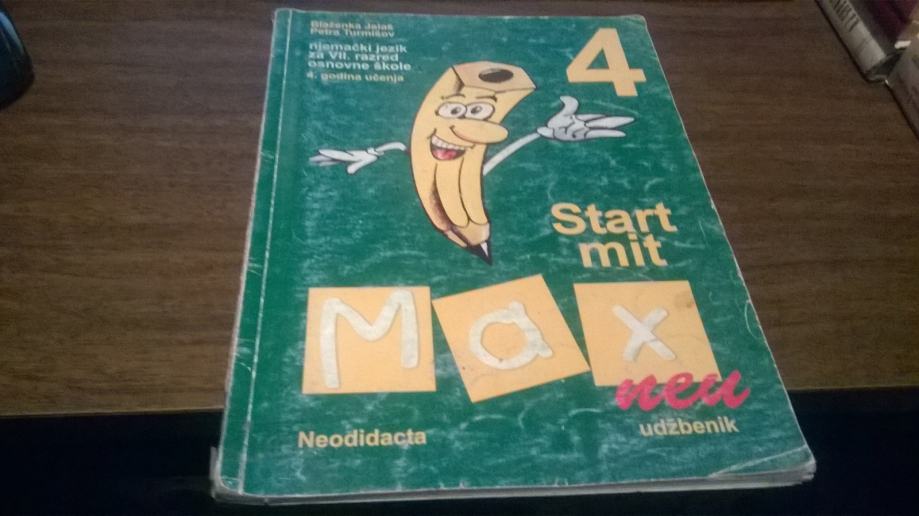 Blaženka Jalaš
Petra Turmišov
njemački jezik
za VII. razred
osnovne škole
4. godina učenja
4
Start
mit
Max
neu
Neodidacta
udžbenik